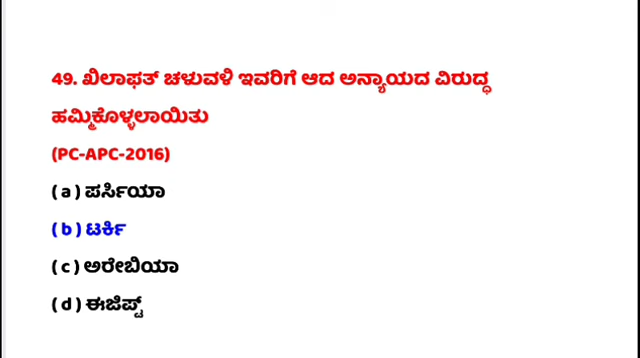 49. ಖಿಲಾಫತ್ ಚಳುವಳಿ ಇವರಿಗೆ ಆದ ಅನ್ಯಾಯದ ವಿರುದ್ಧ
ಹಮ್ಮಿಕೊಳ್ಳಲಾಯಿತು
(PC-APC-2016)
( a ) ಪರ್ಸಿಯಾ
( b ) ಟರ್ಕಿ
( c ) ಅರೇಬಿಯಾ
( d ) ಈಜಿಪ್ಟ್